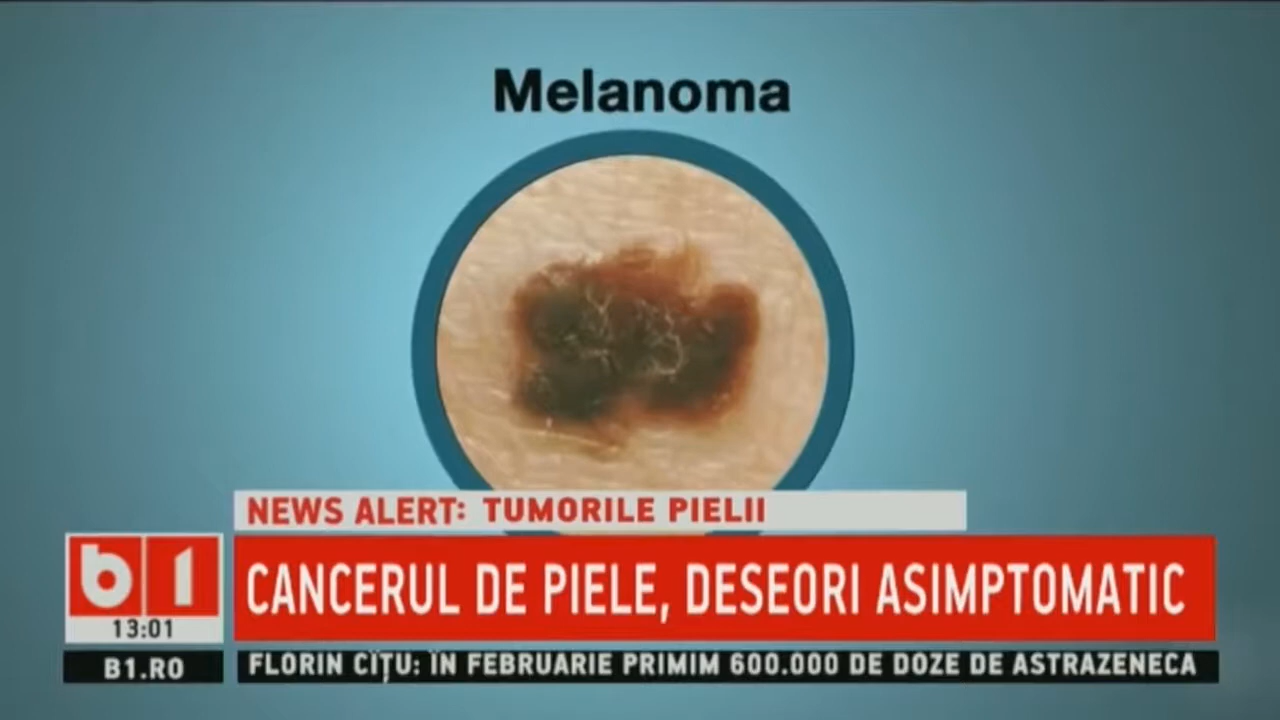 Melanoma
NEWS ALERT: TUMORILE PIELII
b1
CANCERUL DE PIELE, DESEORI ASIMPTOMATIC
13:01
B1.RO
FLORIN CÎȚU: ÎN FEBRUARIE PRIMIM 600.000 DE DOZE DE ASTRAZENECA